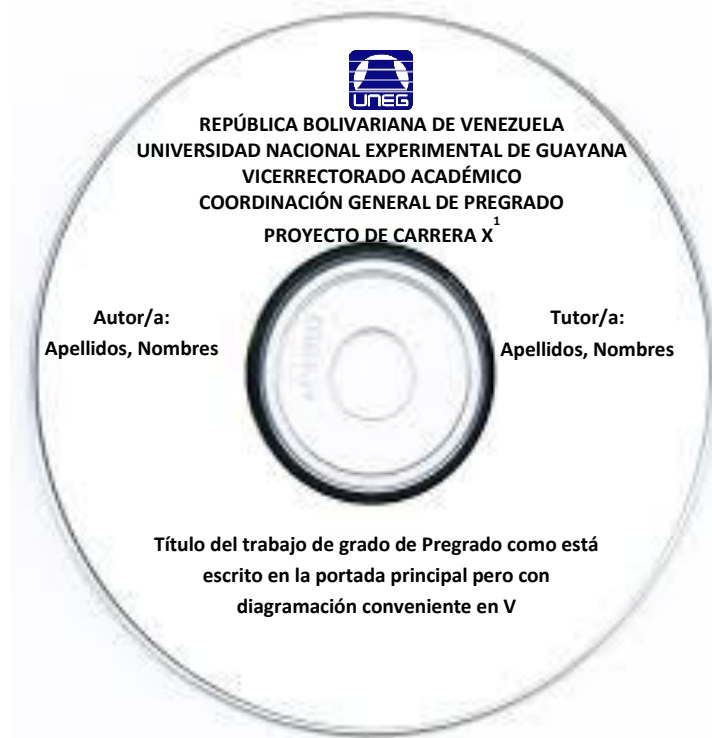 UNEG
REPÚBLICA BOLIVARIANA DE VENEZUELA
UNIVERSIDAD NACIONAL EXPERIMENTAL DE GUAYANA
VICERRECTORADO ACADÉMICO
COORDINACIÓN GENERAL DE PREGRADO
PROYECTO DE CARRERA X¹
Autor/a:
Apellidos, Nombres
Tutor/a:
Apellidos, Nombres
Título del trabajo de grado de Pregrado como está
escrito en la portada principal pero con
diagramación conveniente en V